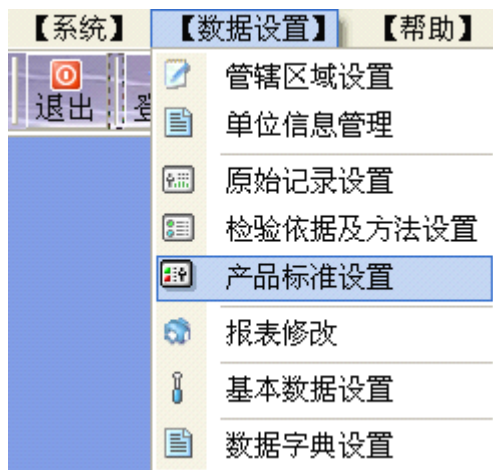 【系统】 【数据设置】 【帮助】
退出
管辖区域设置
单位信息管理
原始记录设置
检验依据及方法设置
产品标准设置
报表修改
基本数据设置
数据字典设置